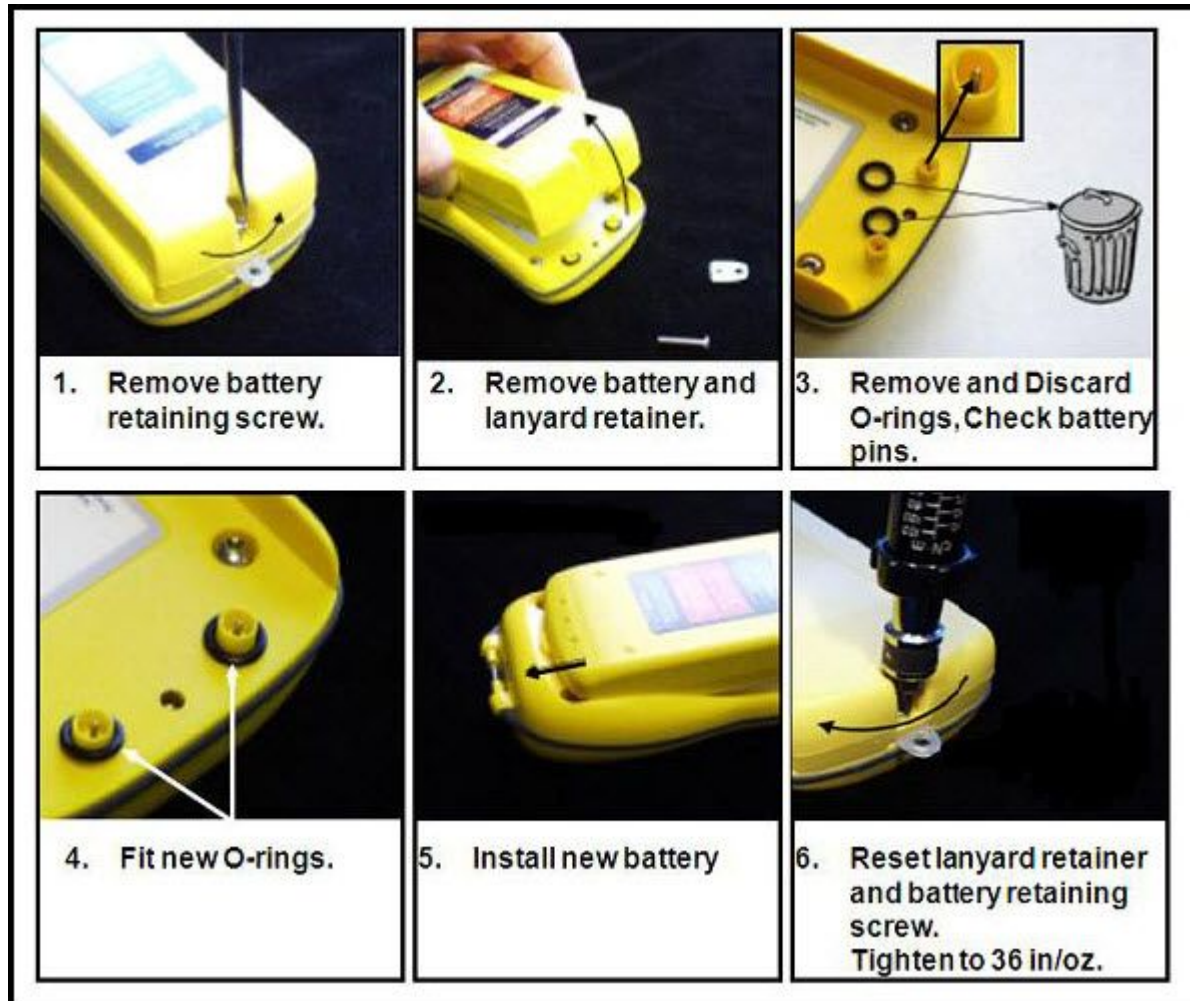 1. Remove battery
retaining screw.
2. Remove battery and
lanyard retainer.
3. Remove and Discard
O-rings, Check battery
pins.
4. Fit new O-rings.
5. Install new battery
6. Reset lanyard retainer
and battery retaining
screw.
Tighten to 36 in/oz.